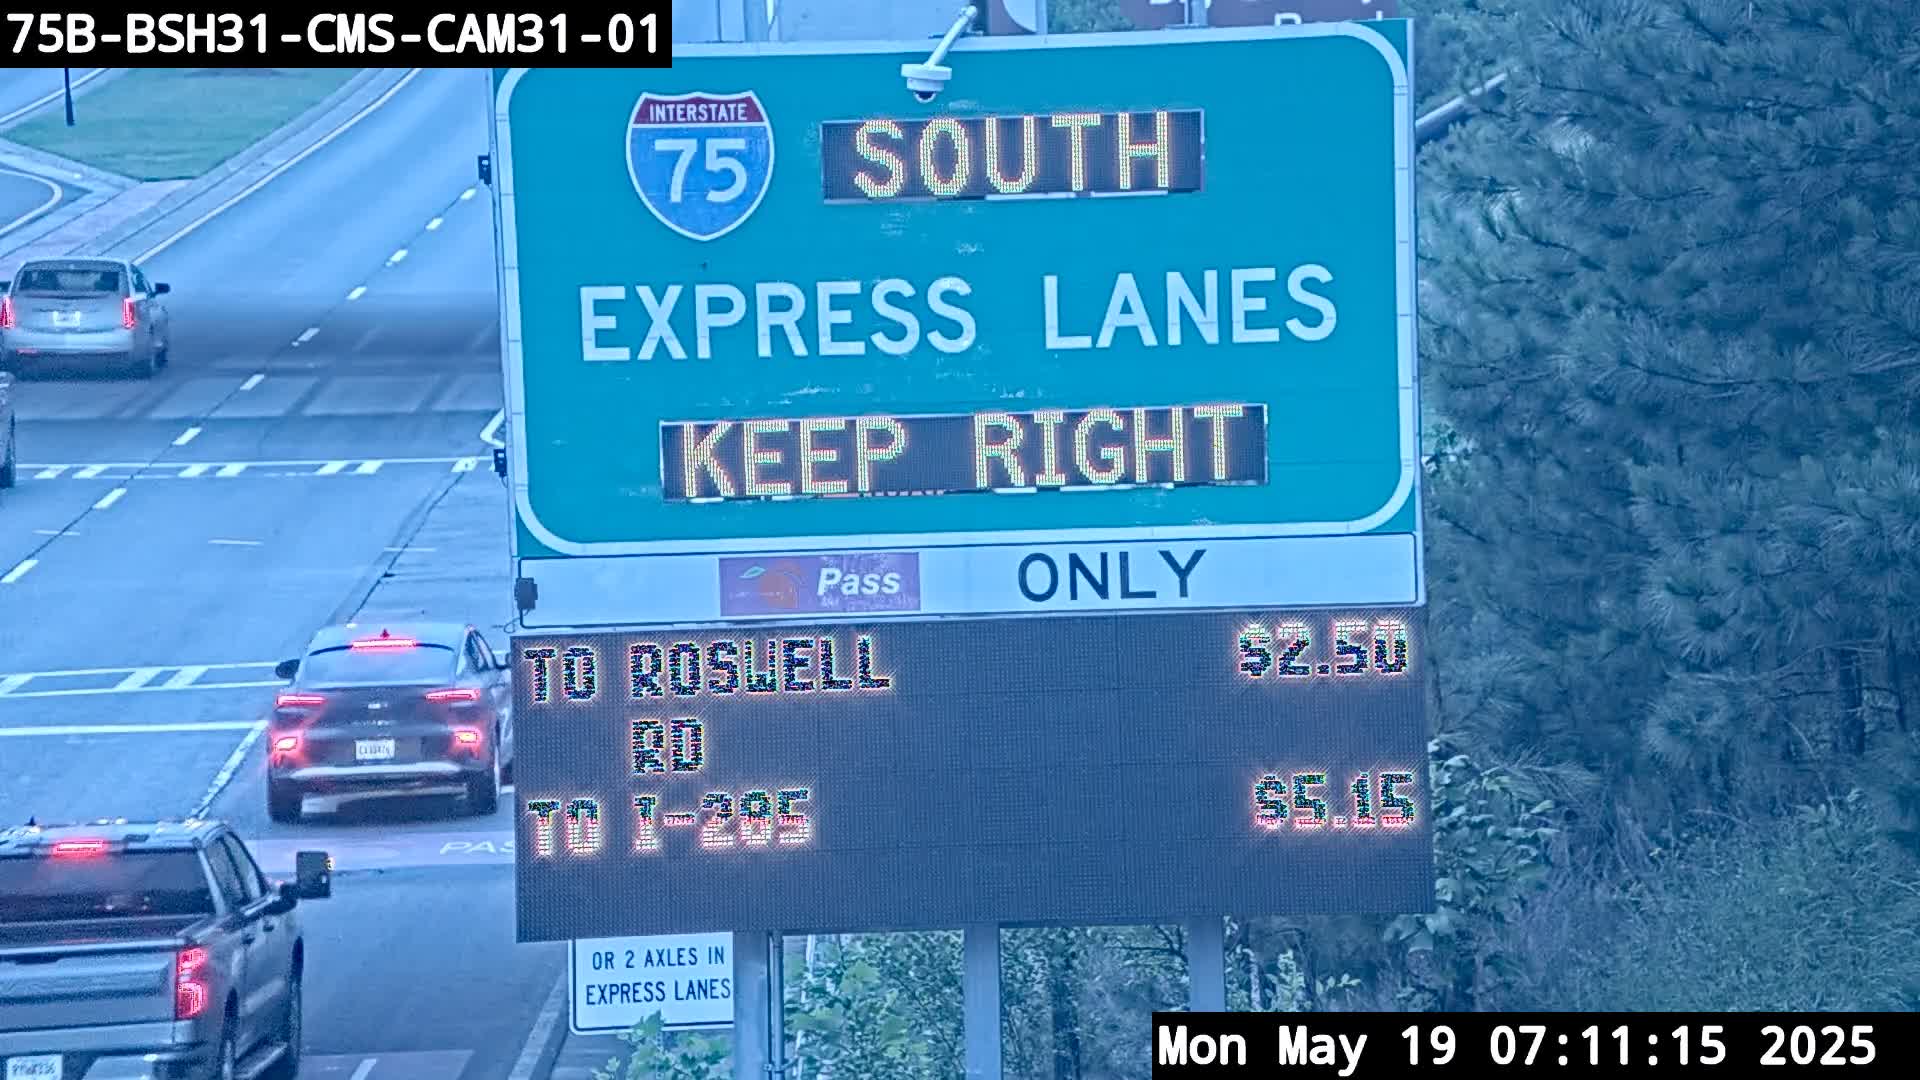 75B-BSH31-CMS-CAM31-01
INTERSTATE
75
SOUTH
EXPRESS LANES
KEEP RIGHT
Pass ONLY
TO ROSWELL $2.50
RD
TO I-285 $5.15
OR 2 AXLES IN
EXPRESS LANES
Mon May 19 07:11:15 2025